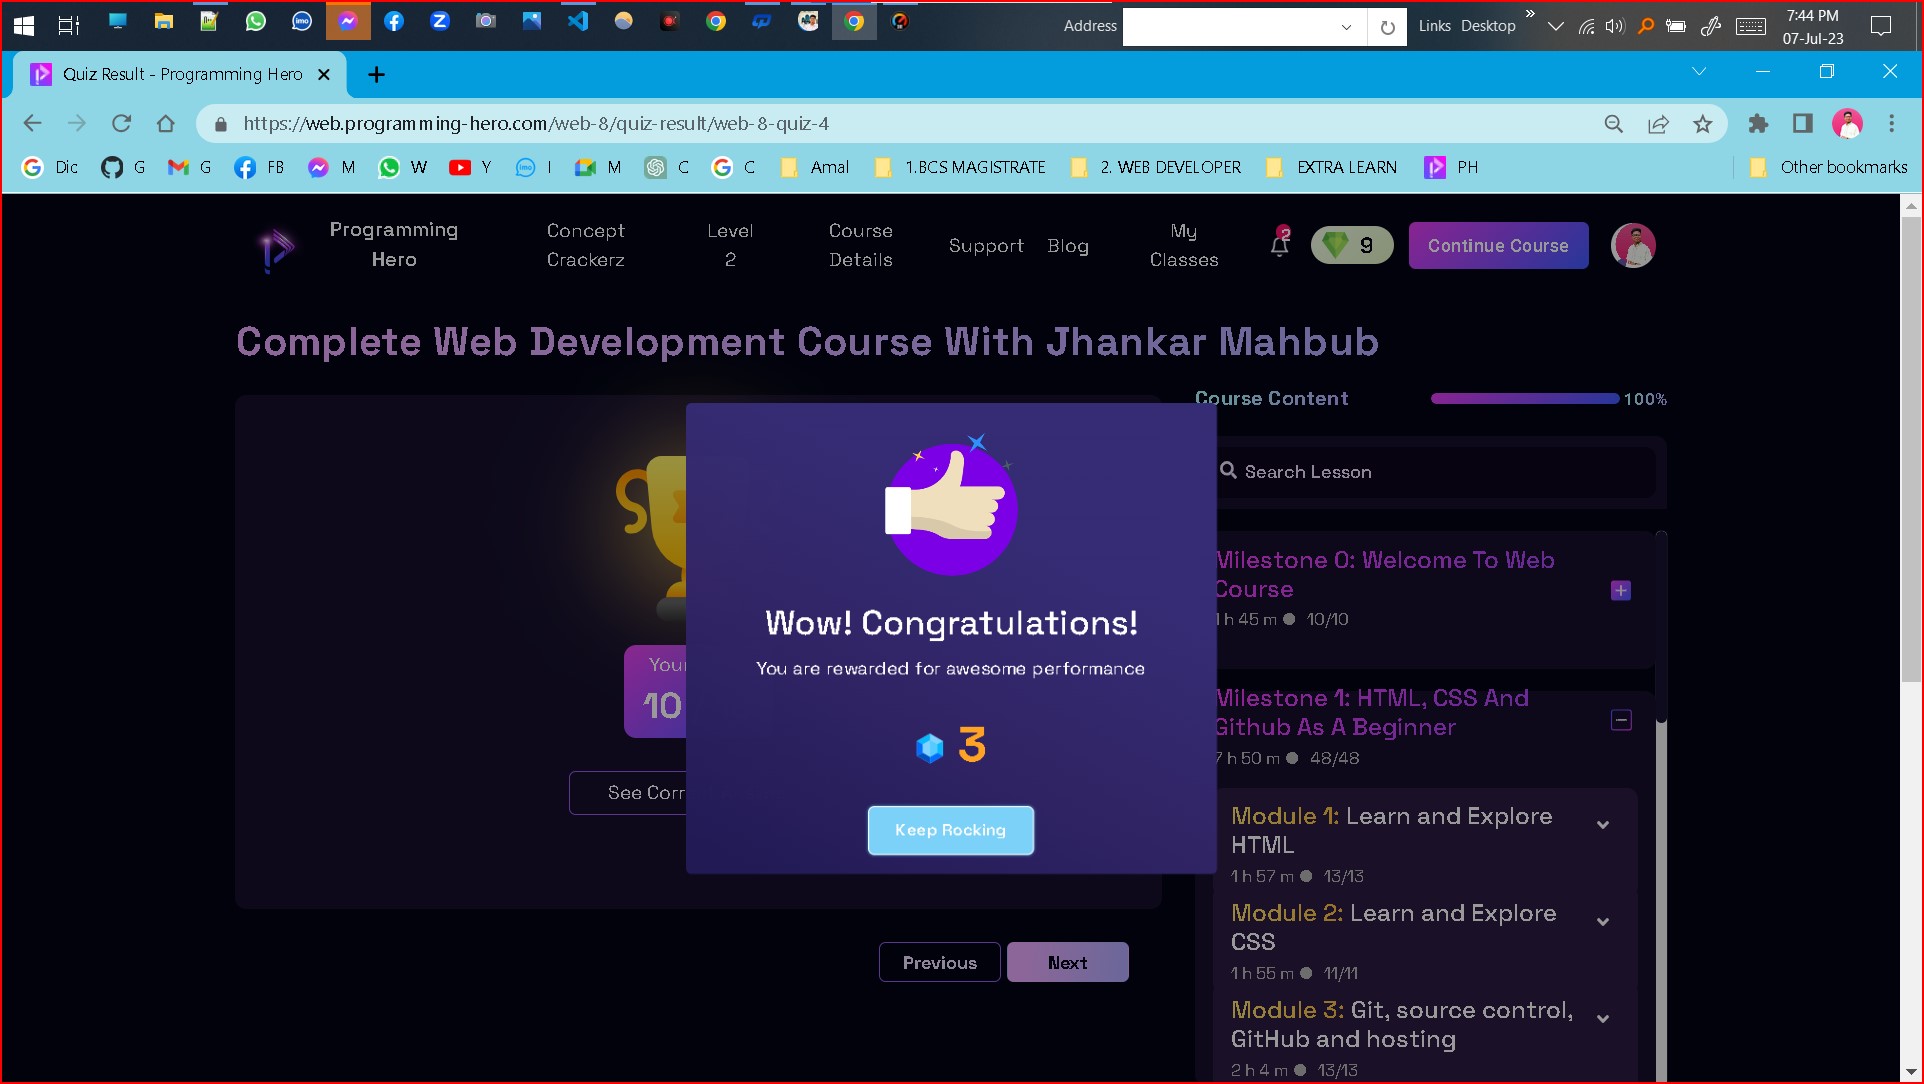 Address
Links
Desktop
»
7:44 PM
07-Jul-23
Quiz Result - Programming Hero
https://web.programming-hero.com/web-8/quiz-result/web-8-quiz-4
Dic
G
G
FB
M
W
Y
I
M
C
C
Amal
1.BCS MAGISTRATE
2. WEB DEVELOPER
EXTRA LEARN
PH
Other bookmarks
Programming
Hero
Concept
Crackerz
Level
2
Course
Details
Support
Blog
My
Classes
2
9
Continue Course
Complete Web Development Course With Jhankar Mahbub
Course Content
100%
Search Lesson
Your
10
See Corr
Wow! Congratulations!
You are rewarded for awesome performance
3
Keep Rocking
Previous
Next
Milestone 0: Welcome To Web
Course
1 h 45 m ● 10/10
Milestone 1: HTML, CSS And
Github As A Beginner
7 h 50 m ● 48/48
Module 1: Learn and Explore
HTML
1 h 57 m ● 13/13
Module 2: Learn and Explore
CSS
1 h 55 m ● 11/11
Module 3: Git, source control,
GitHub and hosting
2 h 4 m ● 13/13